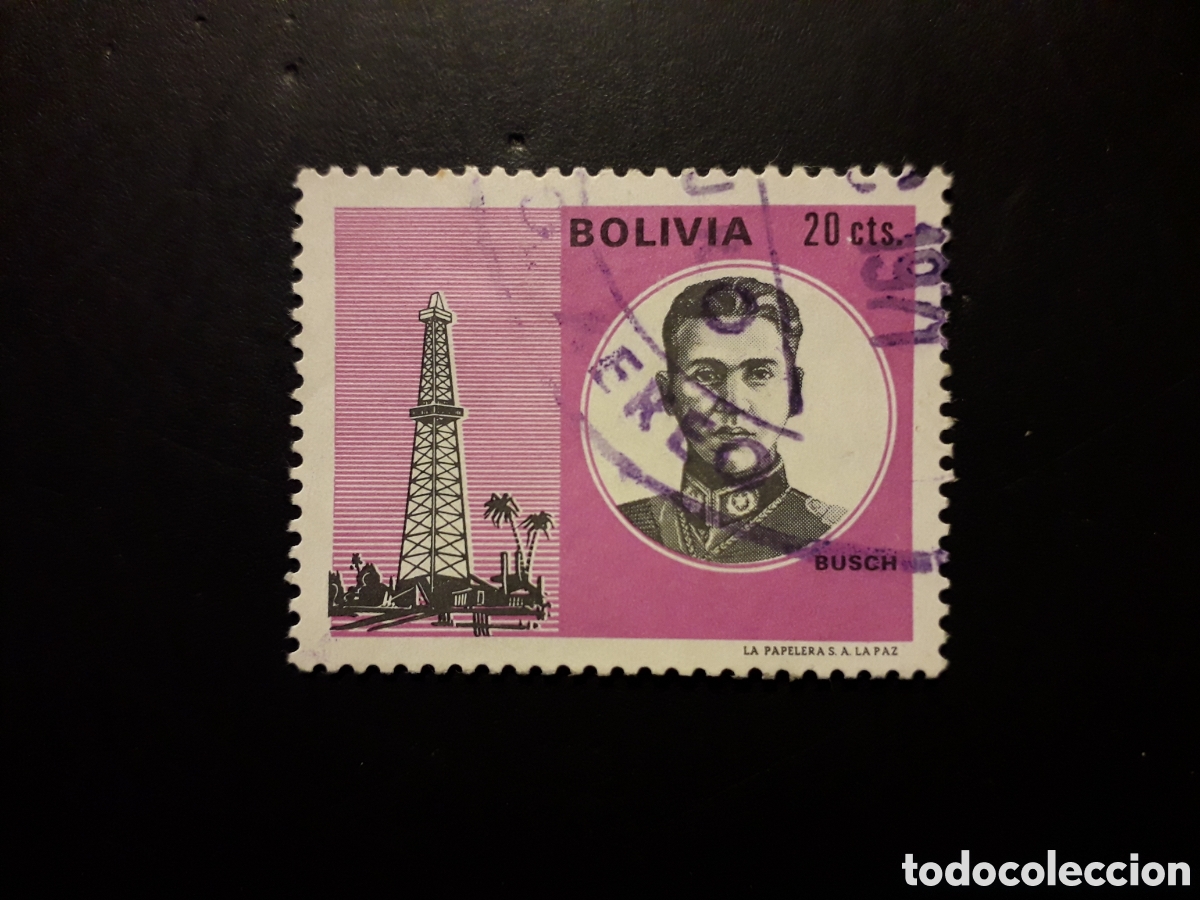 BOLIVIA 20 cts.
BUSCH
LA PAPELERA S. A. LA PAZ
todocoleccion